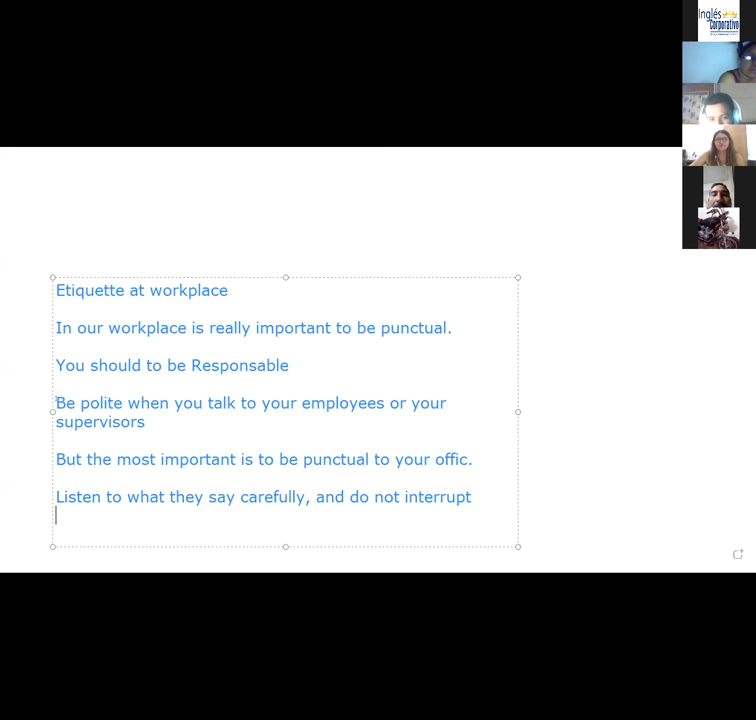 Inglés
Corporativo
Etiquette at workplace
In our workplace is really important to be punctual.
You should to be Responsable
Be polite when you talk to your employees or your
supervisors
But the most important is to be punctual to your offic.
Listen to what they say carefully, and do not interrupt